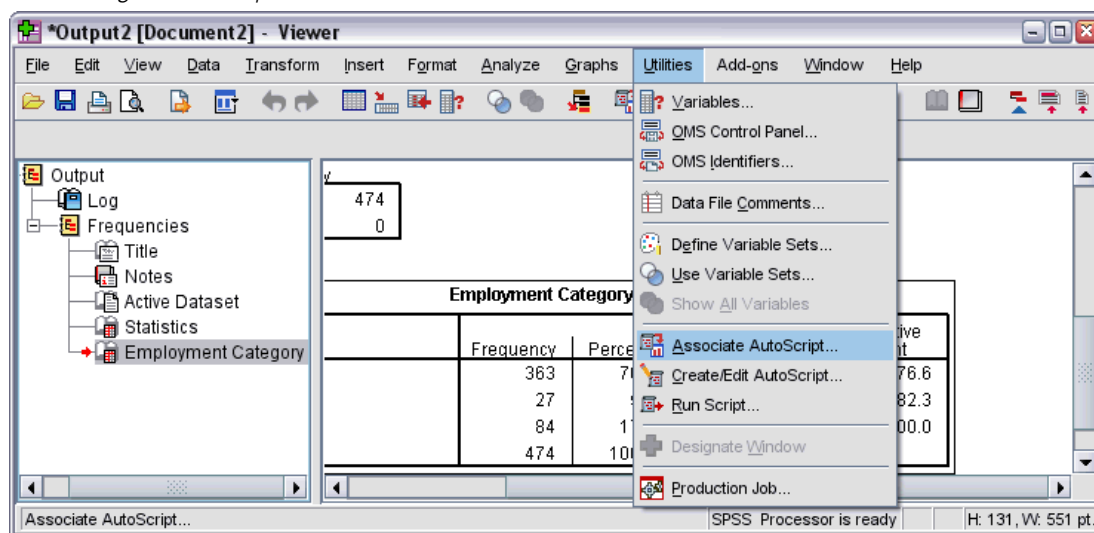 *Output2 [Document2] - Viewer
File Edit View Data Transform Insert Format Analyze Graphs Utilities Add-ons Window Help
Variables...
OMS Control Panel...
OMS Identifiers...
Data File Comments...
Define Variable Sets...
Use Variable Sets...
Show All Variables
Associate AutoScript...
Create/Edit AutoScript...
Run Script...
Designate Window
Production Job...
Output
Log
Frequencies
Title
Notes
Active Dataset
Statistics
Employment Category
474
0
Employment Category
Frequency
363
27
84
474
76.6
82.3
Associate AutoScript... SPSS Processor is ready H: 131, W: 551 pt.